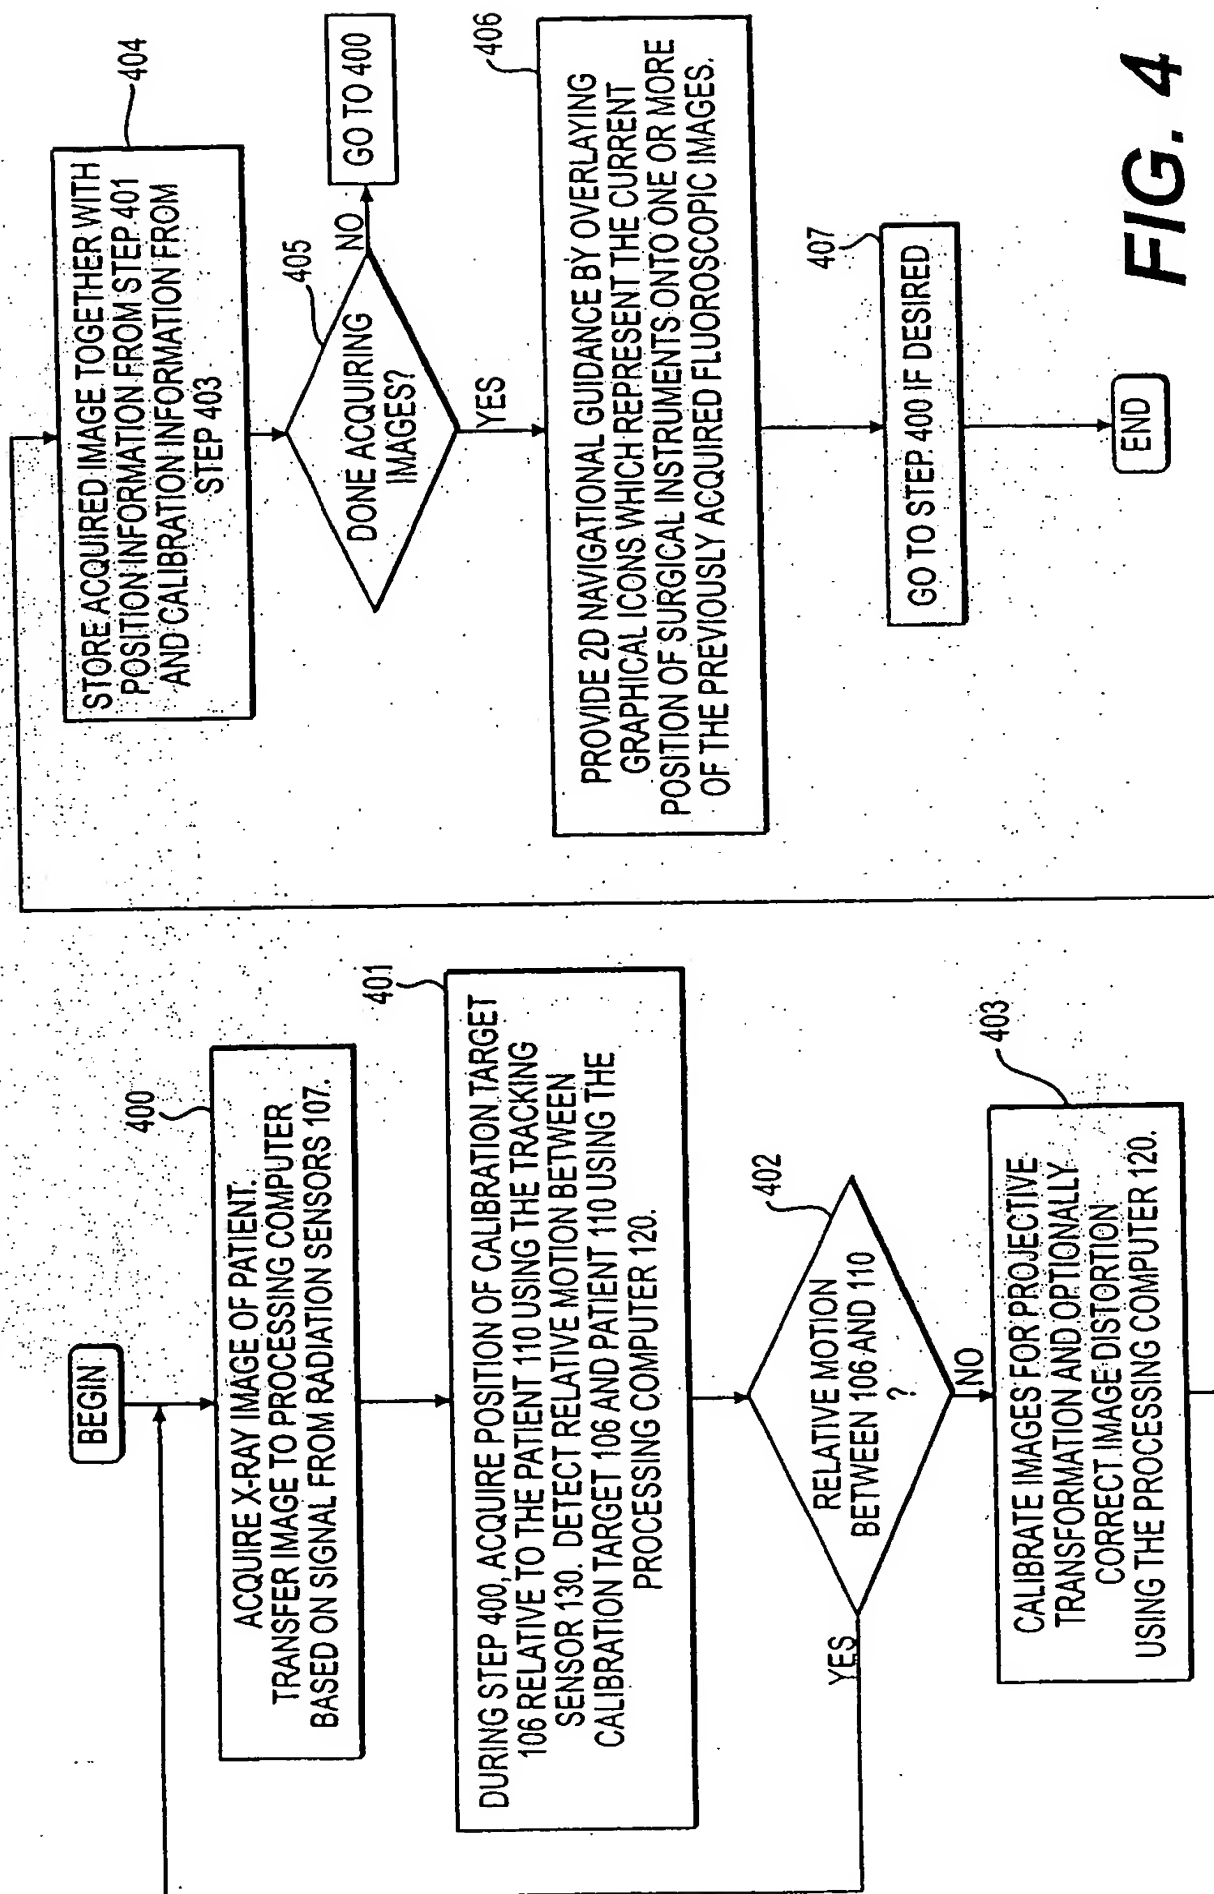 BEGIN
400
ACQUIRE X-RAY IMAGE OF PATIENT.
TRANSFER IMAGE TO PROCESSING COMPUTER
BASED ON SIGNAL FROM RADIATION SENSORS 107.
401
DURING STEP 400, ACQUIRE POSITION OF CALIBRATION TARGET
106 RELATIVE TO THE PATIENT 110 USING THE TRACKING
SENSOR 130. DETECT RELATIVE MOTION BETWEEN
CALIBRATION TARGET 106 AND PATIENT 110 USING THE
PROCESSING COMPUTER 120.
402
RELATIVE MOTION
BETWEEN 106 AND 110
?
YES
NO
403
CALIBRATE IMAGES FOR PROJECTIVE
TRANSFORMATION AND OPTIONALLY
CORRECT IMAGE DISTORTION
USING THE PROCESSING COMPUTER 120.
404
STORE ACQUIRED IMAGE TOGETHER WITH
POSITION INFORMATION FROM STEP 401
AND CALIBRATION INFORMATION FROM
STEP 403
405
DONE ACQUIRING
IMAGES?
NO
GO TO 400
YES
406
PROVIDE 2D NAVIGATIONAL GUIDANCE BY OVERLAYING
GRAPHICAL ICONS WHICH REPRESENT THE CURRENT
POSITION OF SURGICAL INSTRUMENTS ONTO ONE OR MORE
OF THE PREVIOUSLY ACQUIRED FLUOROSCOPIC IMAGES.
407
GO TO STEP 400 IF DESIRED
END
FIG. 4